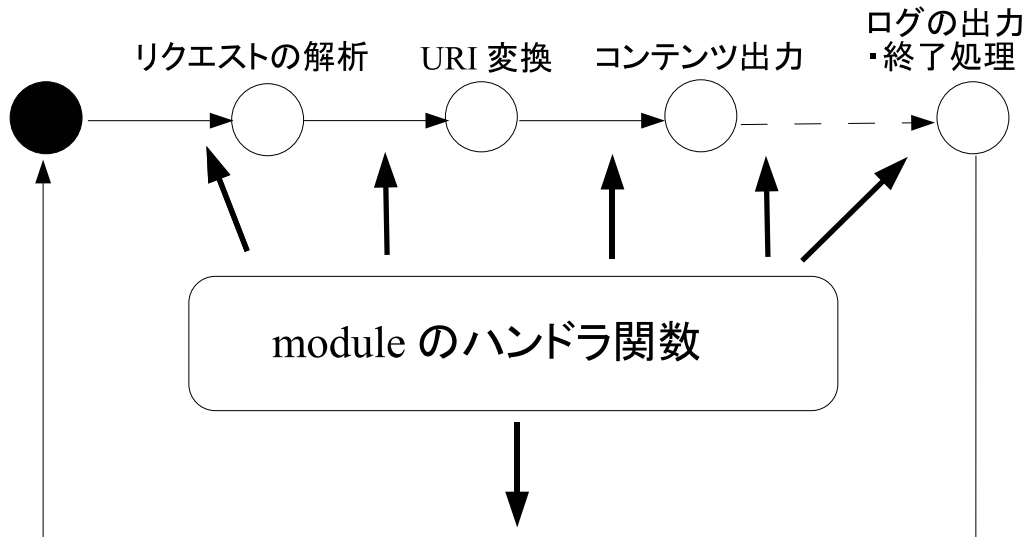 リクエストの解析
URI 変換
コンテンツ出力
ログの出力
・終了処理
module のハンドラ関数